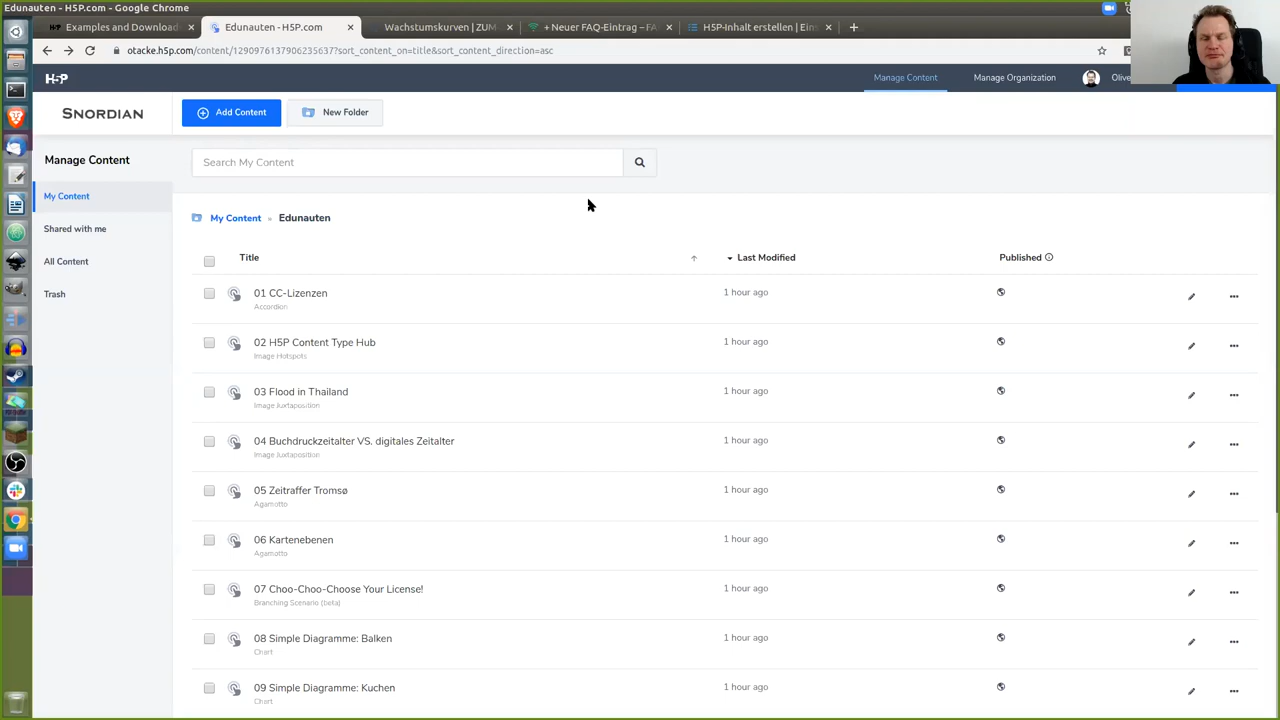 Edunauten - H5P.com - Google Chrome
Examples and Download
Edunauten - H5P.com
Wachstumskurven | ZUM
+ Neuer FAQ-Eintrag – FA
H5P-Inhalt erstellen | Ein
otacke.h5p.com/content/1290976137906235637?sort_content_on=title&sort_content_direction=asc
H5P
Manage Content
Manage Organization
Olive
SNORDIAN
Add Content
New Folder
Manage Content
Search My Content
My Content
Shared with me
All Content
Trash
My Content » Edunauten
Title
Last Modified
Published
01 CC-Lizenzen
1 hour ago
Accordion
02 H5P Content Type Hub
1 hour ago
Image Hotspots
03 Flood in Thailand
1 hour ago
Image Juxtaposition
04 Buchdruckzeitalter VS. digitales Zeitalter
1 hour ago
Image Juxtaposition
05 Zeitraffer Tromsø
1 hour ago
Agamotto
06 Kartenebenen
1 hour ago
Agamotto
07 Choo-Choo-Choose Your License!
1 hour ago
Branching Scenario (beta)
08 Simple Diagramme: Balken
1 hour ago
Chart
09 Simple Diagramme: Kuchen
1 hour ago
Chart